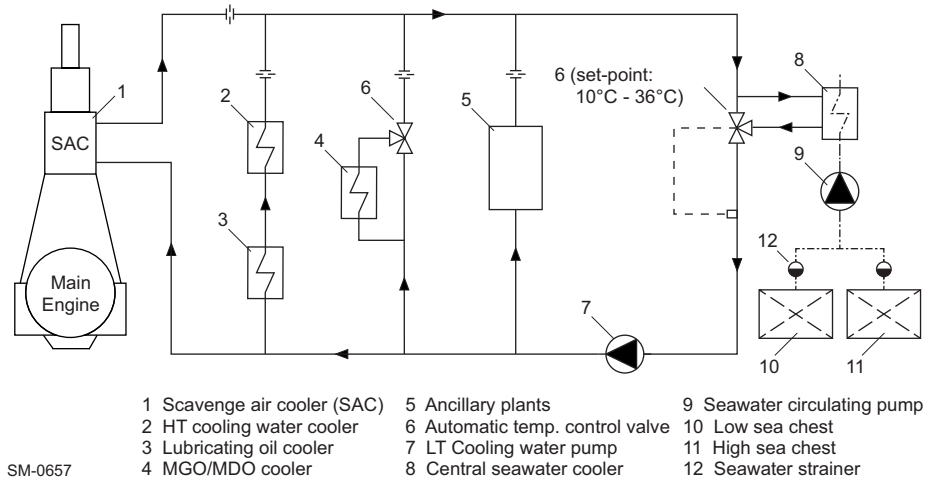 1
SAC
Main
Engine
2
3
4
6
5
6 (set-point:
10°C - 36°C)
8
9
7
12
10
11
1 Scavenge air cooler (SAC)
2 HT cooling water cooler
3 Lubricating oil cooler
4 MGO/MDO cooler
5 Ancillary plants
6 Automatic temp. control valve
7 LT Cooling water pump
8 Central seawater cooler
9 Seawater circulating pump
10 Low sea chest
11 High sea chest
12 Seawater strainer
SM-0657